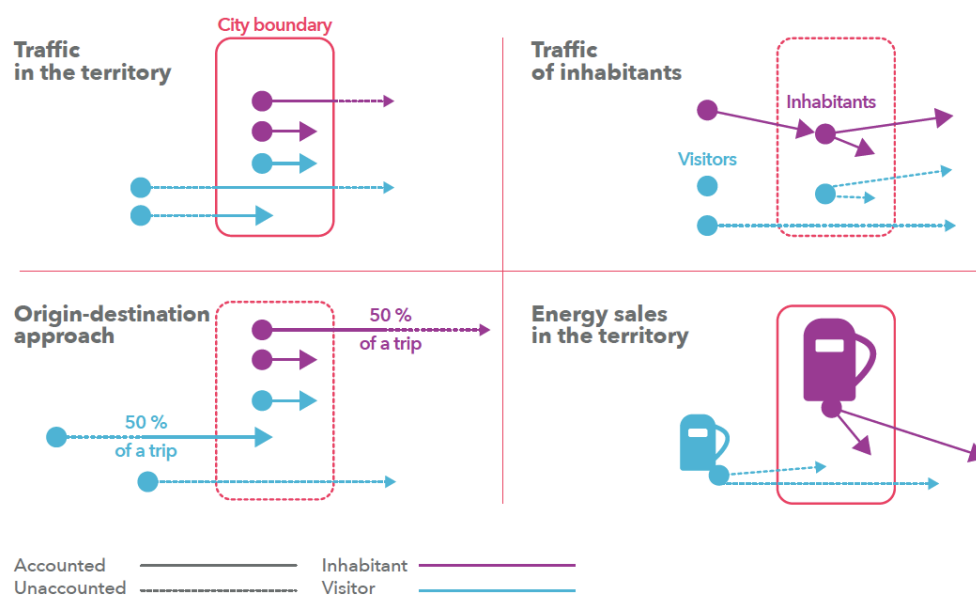 City boundary
Traffic
in the territory
Traffic
of inhabitants
Inhabitants
Visitors
Origin-destination
approach
50 %
of a trip
50 %
of a trip
Energy sales
in the territory
Accounted
Inhabitant
Unaccounted
Visitor